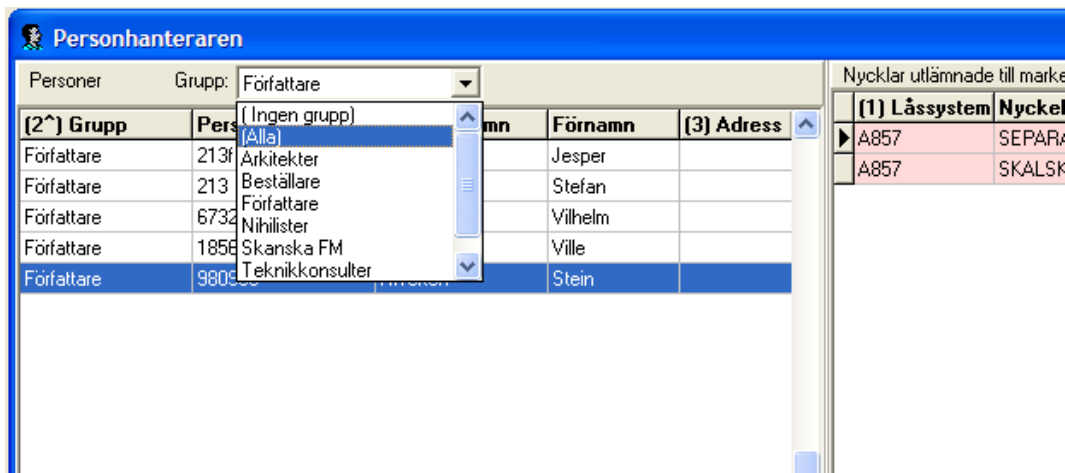 Personhanteraren
Personer Grupp: Författare Nycklar utlämnade till marke
(Ingen grupp)
(Alla)
Arkitekter
Beställare
Författare
Nihilister
Skanska FM
Teknikkonsulter
(2^) Grupp Pers mn Förnamn (3) Adress
Författare 213f Jesper
Författare 213 Stefan
Författare 6732 Vilhelm
Författare 1856 Ville
Författare Stein
(1) Låssystem Nyckel
A857 SEPARA
A857 SKALSK